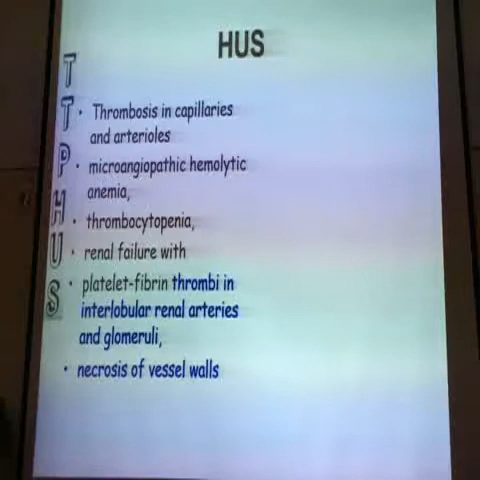 HUS
T
T
P
H
U
S
• Thrombosis in capillaries
and arterioles
• microangiopathic hemolytic
anemia,
• thrombocytopenia,
• renal failure with
• platelet-fibrin thrombi in
interlobular renal arteries
and glomeruli,
• necrosis of vessel walls